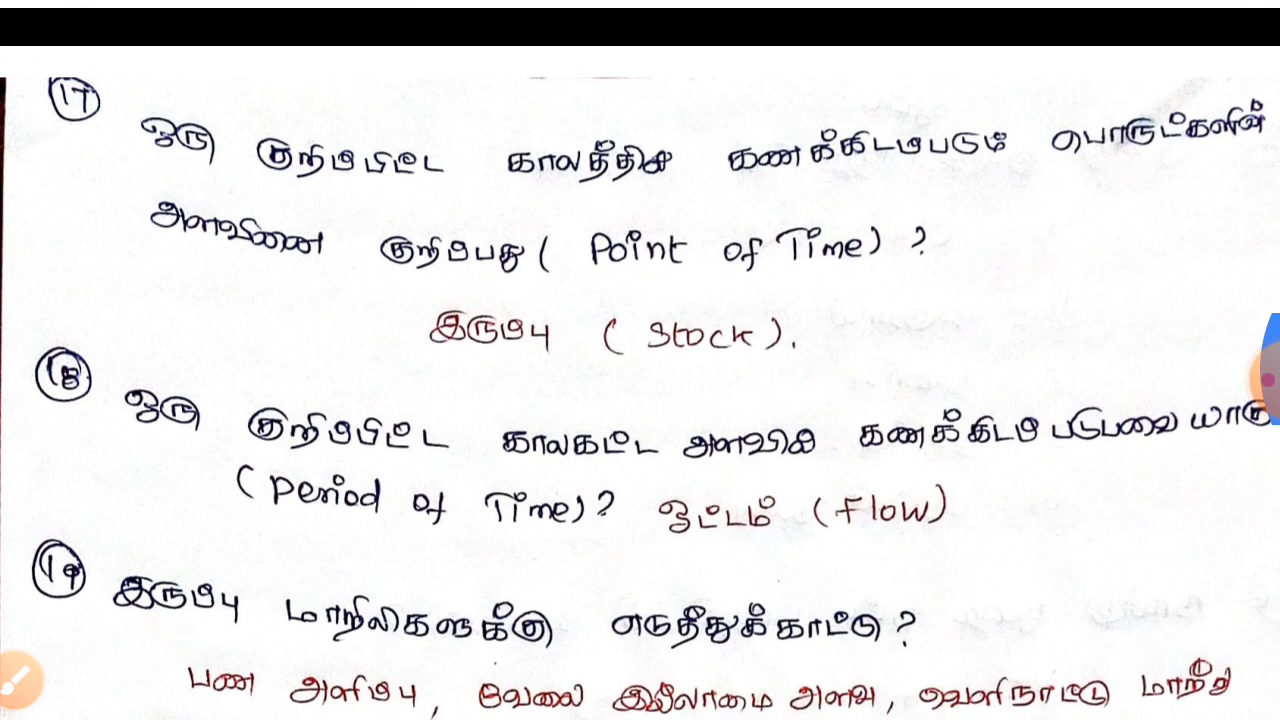 17
ஒரு குறிப்பிட்ட காலத்தில் கணக்கிடப்படும் பொருட்களின்
அளவினை குறிப்பது ( Point of Time ) ?
இருப்பு ( Stock ).
18
ஒரு குறிப்பிட்ட காலகட்ட அளவில் கணக்கிடப்படுபவை யாது
( Period of Time ) ? ஓட்டம் ( Flow )
19 இருப்பு மாறிலிகளுக்கு எடுத்துக்காட்டு ?
பண அளிப்பு , வேலை இல்லாமை அளவு , வெளிநாட்டு மாற்று